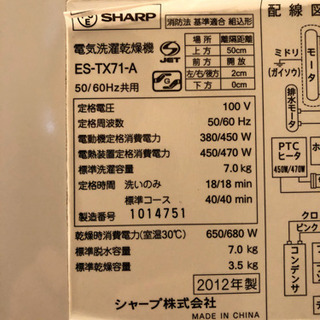 SHARP
消防法 基準適合 組込形
配線図
電気洗濯乾燥機
ES-TX71-A
50/60Hz共用
JET
場所 離隔距離
上方 50cm
前方 開放
左/右/後方 2cm
下方 0cm
定格電圧 100 V
定格周波数 50/60 Hz
電動機定格消費電力 380/450 W
電熱装置定格消費電力 450/470 W
標準洗濯容量 7.0 kg
定格時間 洗いのみ 18/18 min
標準コース 40/40 min
製造番号 1014751
乾燥時消費電力(室温30℃) 650/680 W
標準脱水容量 7.0 kg
標準乾燥容量 3.5 kg
2012年製
シャープ株式会社
MADE IN CHINA
ミドリ
(ガイソウ)
排水モータ
PTC
ヒータ
450W/470W
クロ
ピンク
コンデンサ